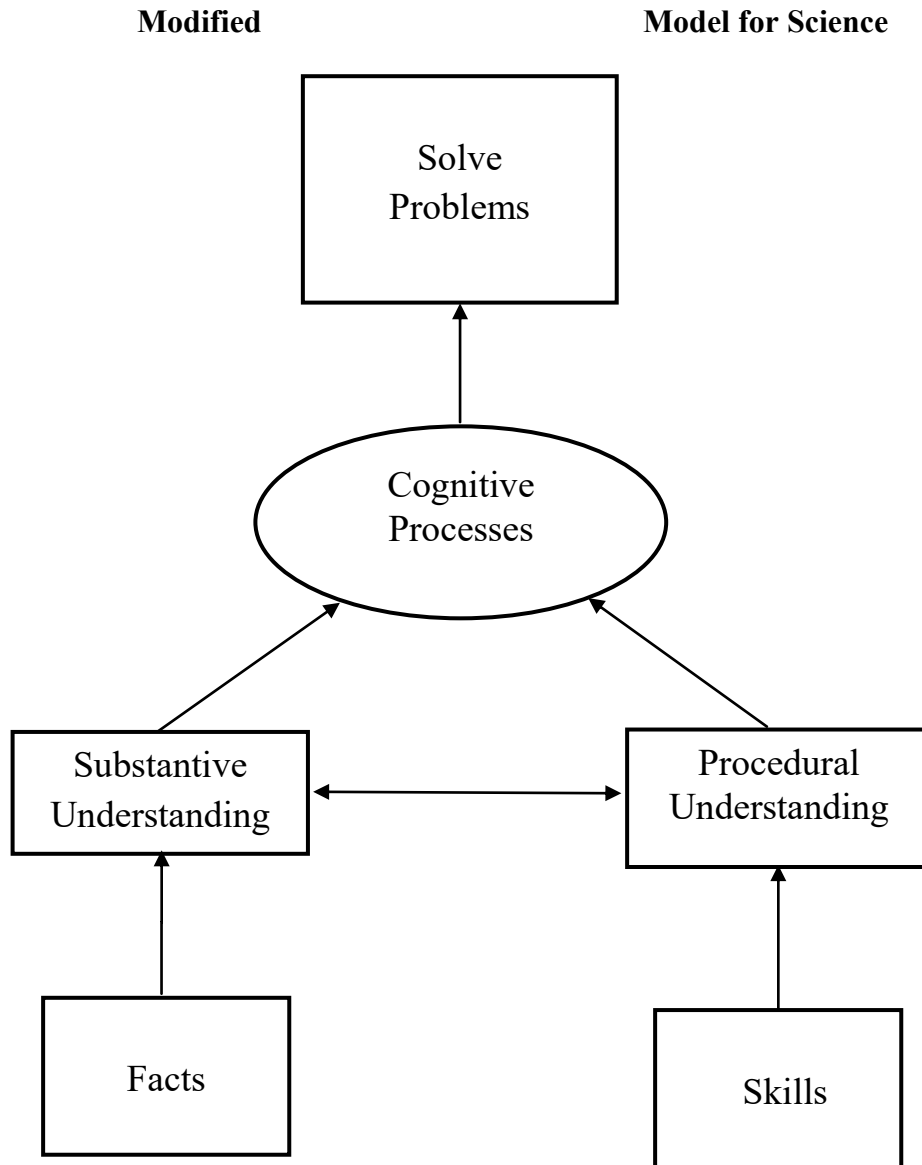 Modified Model for Science
Solve
Problems
Cognitive
Processes
Substantive
Understanding
Procedural
Understanding
Facts
Skills